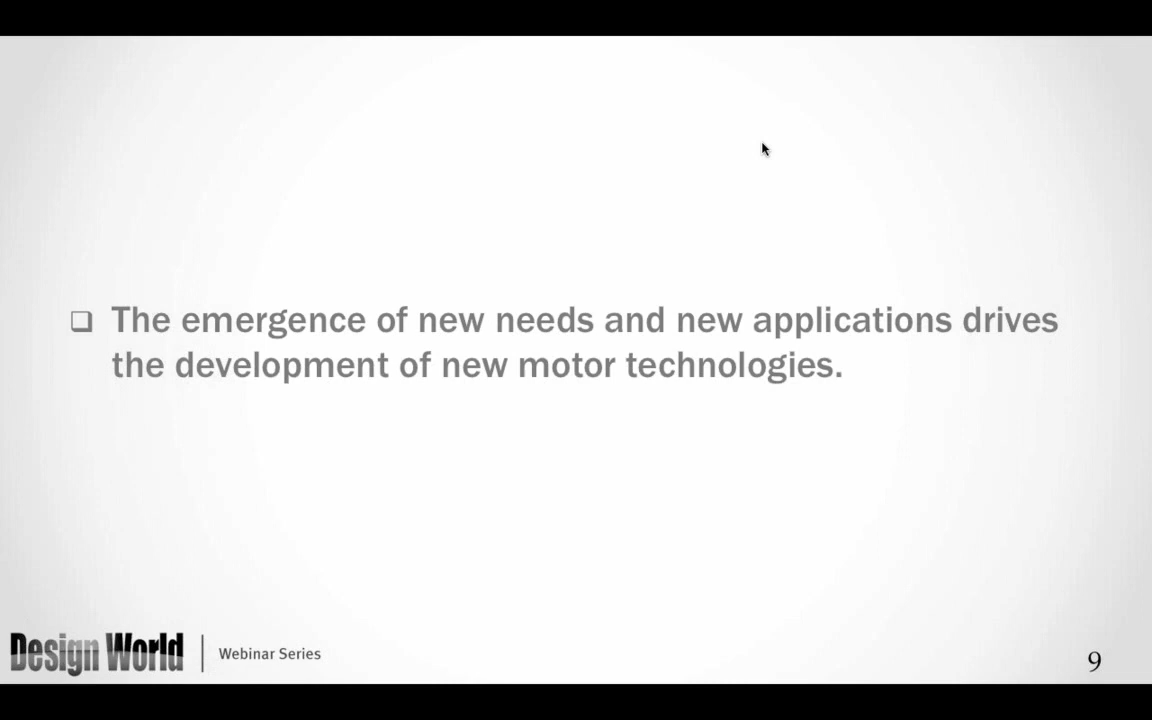 ❑ The emergence of new needs and new applications drives
the development of new motor technologies.
Design World | Webinar Series
9